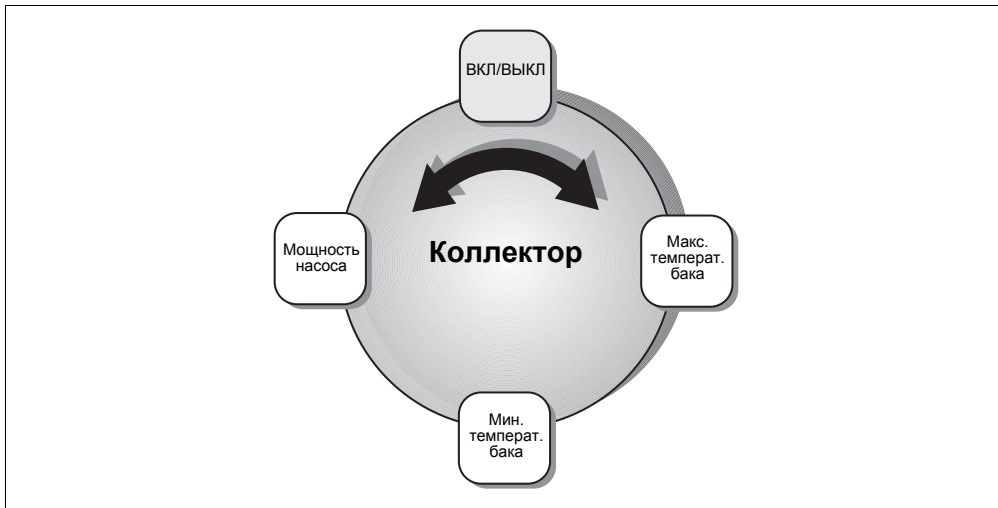 ВКЛ/ВЫКЛ
Мощность
насоса
Коллектор
Макс.
температ.
бака
Мин.
температ.
бака